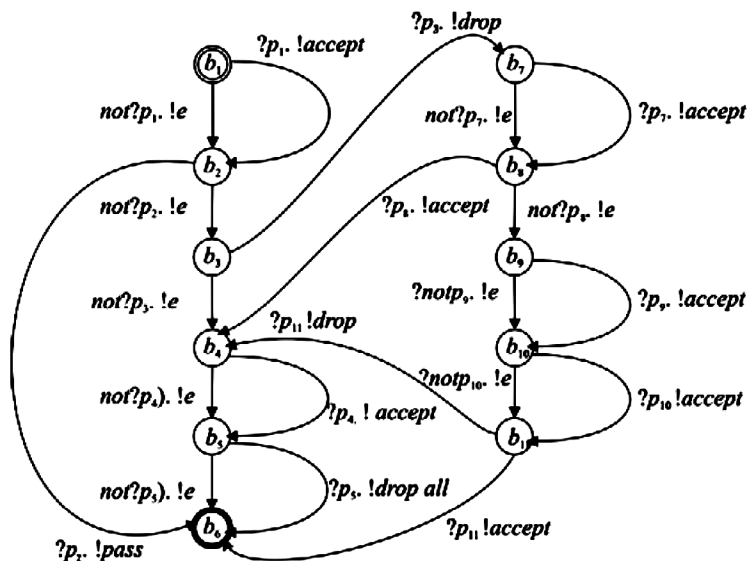 ?p₃. !drop
?p₁. !accept
b₁
b₇
not?p₁. !e
not?p₇. !e
?p₇. !accept
b₂
b₈
not?p₂. !e
?p₈. !accept
not?p₈. !e
b₃
b₉
not?p₃. !e
?notp₉. !e
?p₉. !accept
?p₁₁ !drop
b₄
b₁₀
?notp₁₀. !e
not?p₄). !e
?p₄. ! accept
?p₁₀ !accept
b₅
b₁
not?p₅). !e
?p₅. !drop all
b₆
?p₂. !pass
?p₁₁ !accept